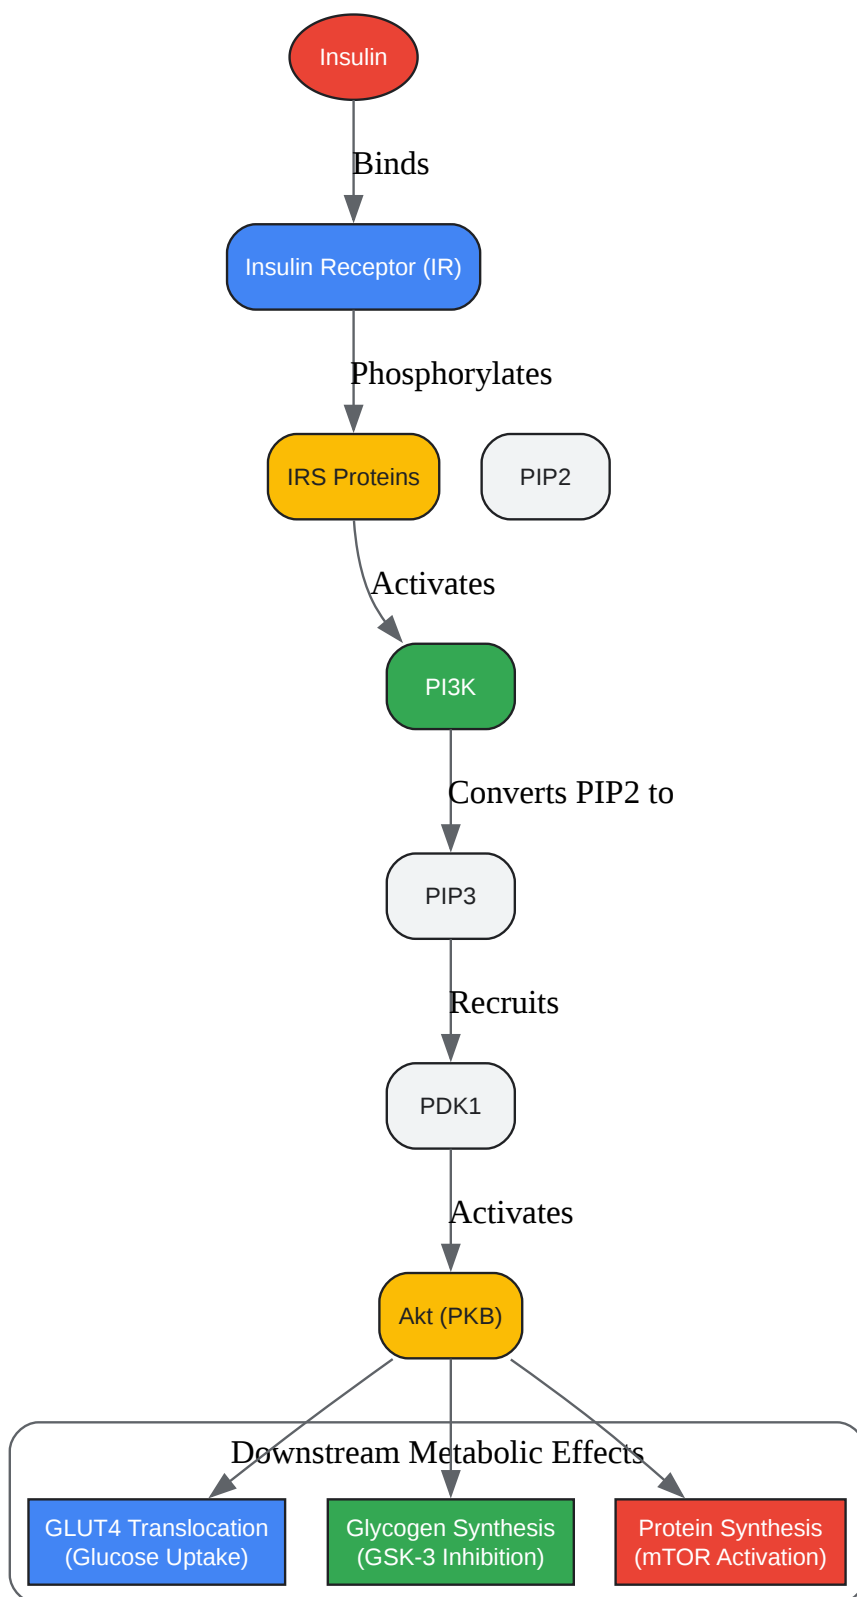 Insulin
Binds
Insulin Receptor (IR)
Phosphorylates
IRS Proteins
PIP2
Activates
PI3K
Converts PIP2 to
PIP3
Recruits
PDK1
Activates
Akt (PKB)
Downstream Metabolic Effects
GLUT4 Translocation
(Glucose Uptake)
Glycogen Synthesis
(GSK-3 Inhibition)
Protein Synthesis
(mTOR Activation)